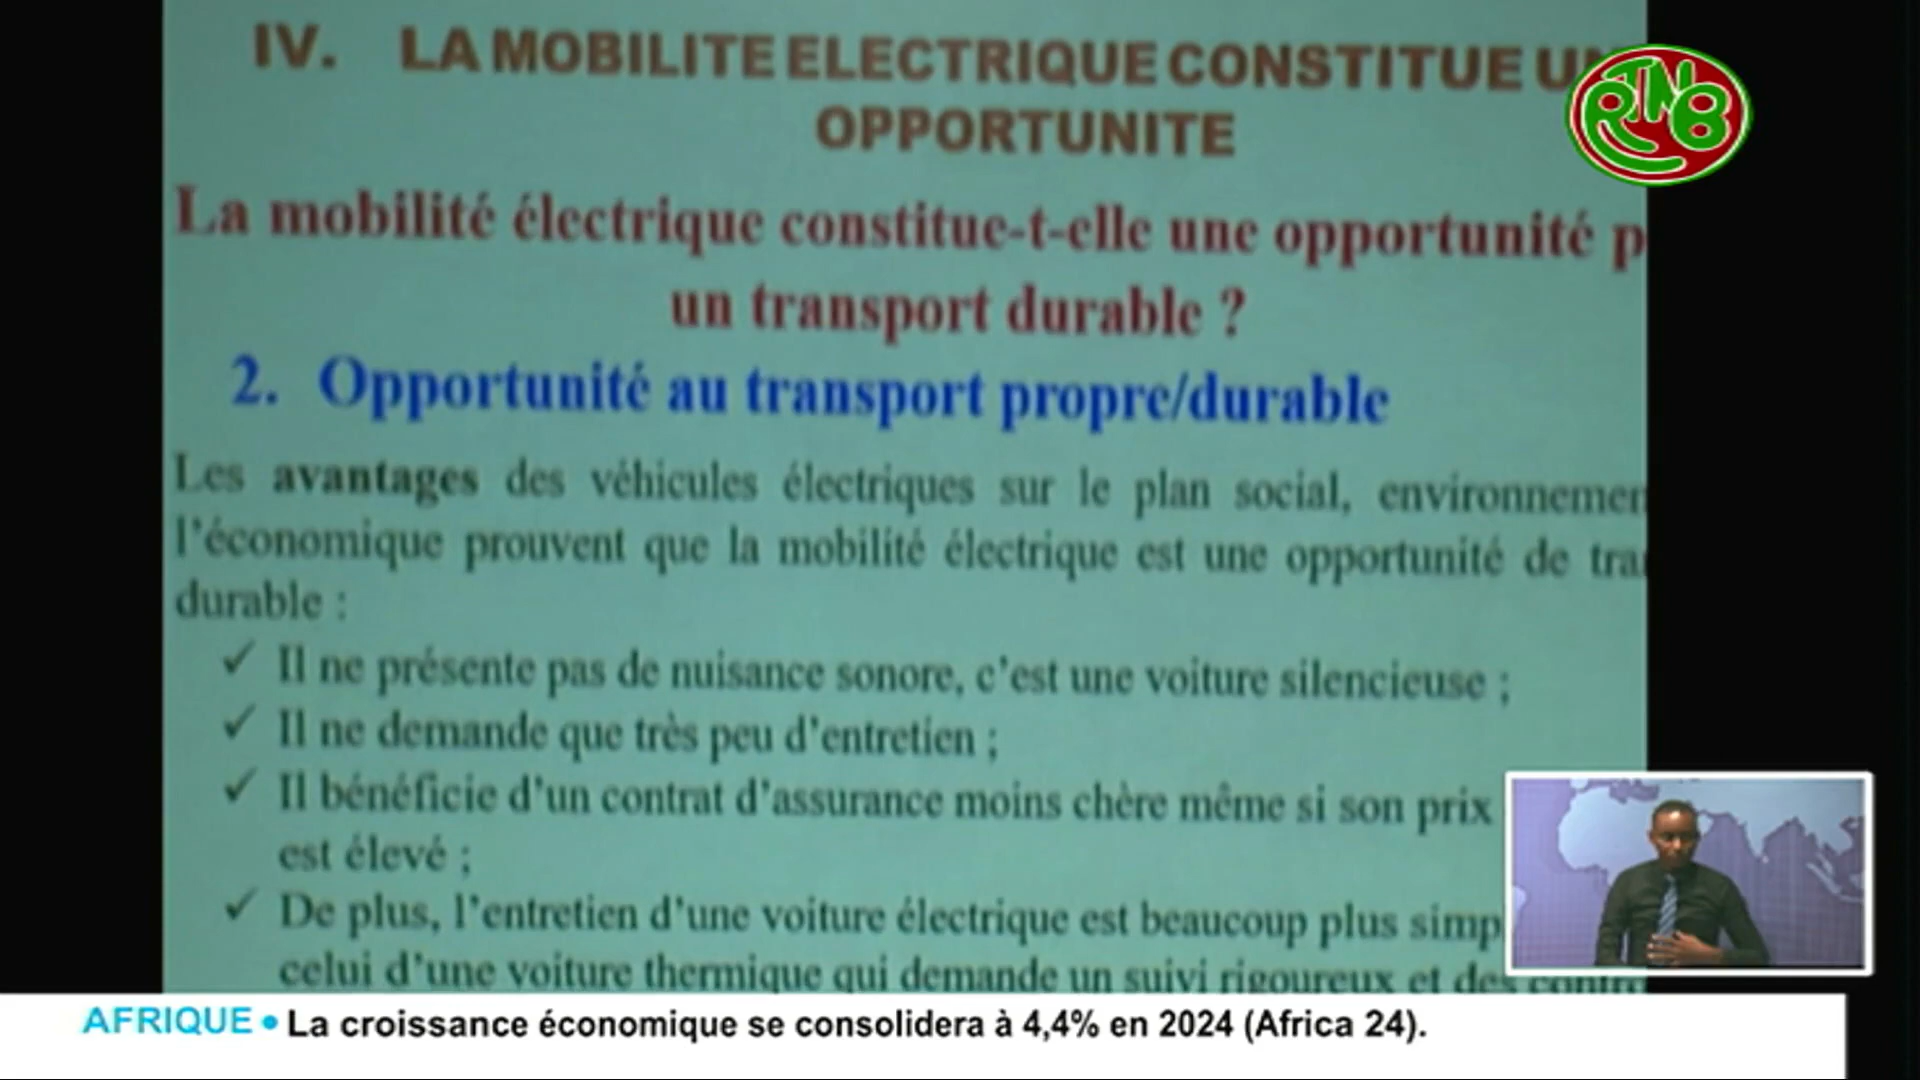 IV. LA MOBILITE ELECTRIQUE CONSTITUE
OPPORTUNITE
RTNB
La mobilité électrique constitue-t-elle une opportunité
un transport durable ?
2. Opportunité au transport propre/durable
Les avantages des véhicules électriques sur le plan social,
l'économique prouvent que la mobilité électrique est une opportunité de
durable :
✓ Il ne présente pas de nuisance sonore, c'est une voiture silencieuse ;
✓ Il ne demande que très peu d'entretien ;
✓ Il bénéficie d'un contrat d'assurance moins chère même si son prix
est élevé ;
✓ De plus, l'entretien d'une voiture électrique est beaucoup plus
celui d'une voiture thermique qui demande un suivi rigoureux et des
AFRIQUE • La croissance économique se consolidera à 4,4% en 2024 (Africa 24).